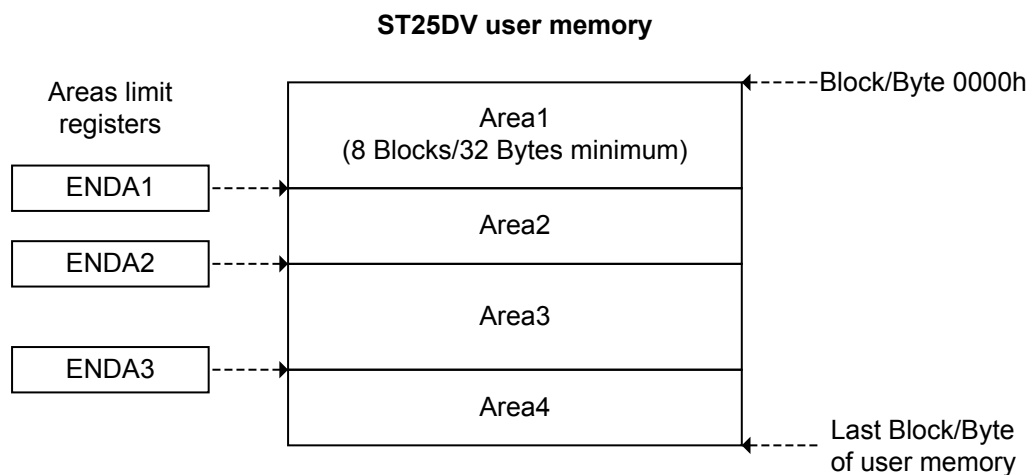 ST25DV user memory
Block/Byte 0000h
Areas limit
registers
Area1
(8 Blocks/32 Bytes minimum)
ENDA1
Area2
ENDA2
Area3
ENDA3
Area4
Last Block/Byte
of user memory